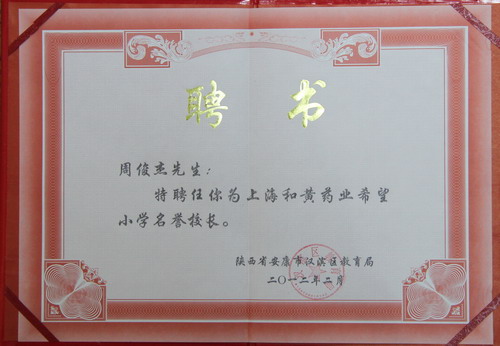 聘 书
周俊杰先生：
特聘任你为上海和黄药业希望
小学名誉校长。
陕西省安康市汉滨区教育局
二〇一二年二月